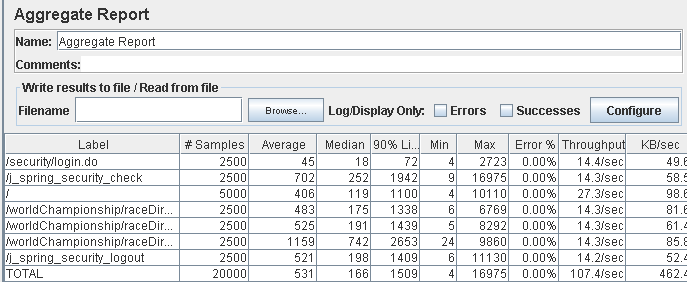 Aggregate Report
Name: Aggregate Report
Comments:
Write results to file / Read from file
Filename Browse... Log/Display Only: Errors Successes Configure
Label # Samples Average Median 90% Li... Min Max Error % Throughput KB/sec
/security/login.do 2500 45 18 72 4 2723 0.00% 14.4/sec 49.6
/j_spring_security_check 2500 702 252 1942 9 16975 0.00% 14.3/sec 58.5
/ 5000 406 119 1100 4 10110 0.00% 27.3/sec 98.6
/worldChampionship/raceDir... 2500 483 175 1338 6 6769 0.00% 14.3/sec 81.6
/worldChampionship/raceDir... 2500 525 191 1439 5 8292 0.00% 14.3/sec 61.4
/worldChampionship/raceDir... 2500 1159 742 2653 24 9860 0.00% 14.3/sec 85.8
/j_spring_security_logout 2500 521 198 1409 6 11130 0.00% 14.2/sec 52.4
TOTAL 20000 531 166 1509 4 16975 0.00% 107.4/sec 462.4